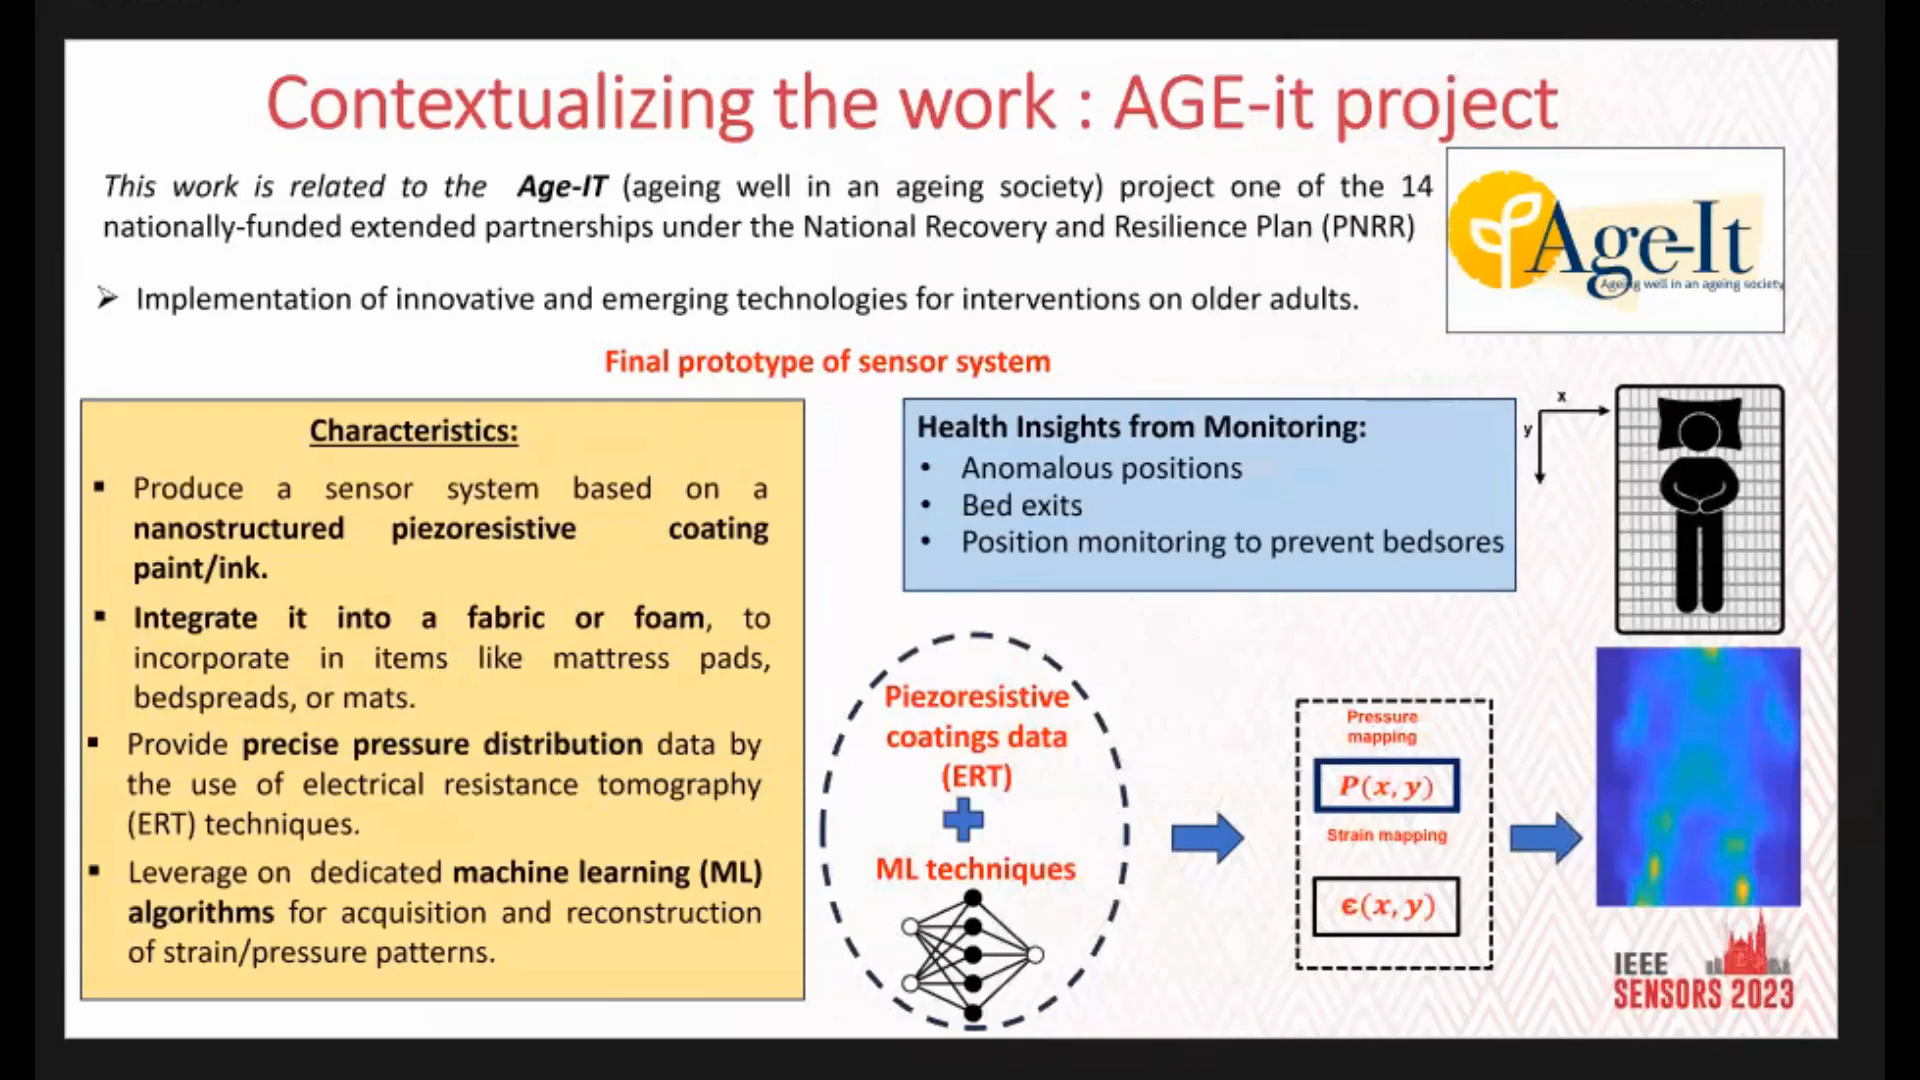 Contextualizing the work : AGE-it project
This work is related to the Age-IT (ageing well in an ageing society) project one of the 14
nationally-funded extended partnerships under the National Recovery and Resilience Plan (PNRR)
Age-It
Ageing well in an ageing society
➢ Implementation of innovative and emerging technologies for interventions on older adults.
Final prototype of sensor system
Characteristics:
▪ Produce a sensor system based on a
nanostructured piezoresistive coating
paint/ink.
▪ Integrate it into a fabric or foam, to
incorporate in items like mattress pads,
bedspreads, or mats.
▪ Provide precise pressure distribution data by
the use of electrical resistance tomography
(ERT) techniques.
▪ Leverage on dedicated machine learning (ML)
algorithms for acquisition and reconstruction
of strain/pressure patterns.
Health Insights from Monitoring:
• Anomalous positions
• Bed exits
• Position monitoring to prevent bedsores
x
y
Piezoresistive
coatings data
(ERT)
ML techniques
Pressure
mapping
P(x, y)
Strain mapping
ϵ(x, y)
IEEE
SENSORS 2023